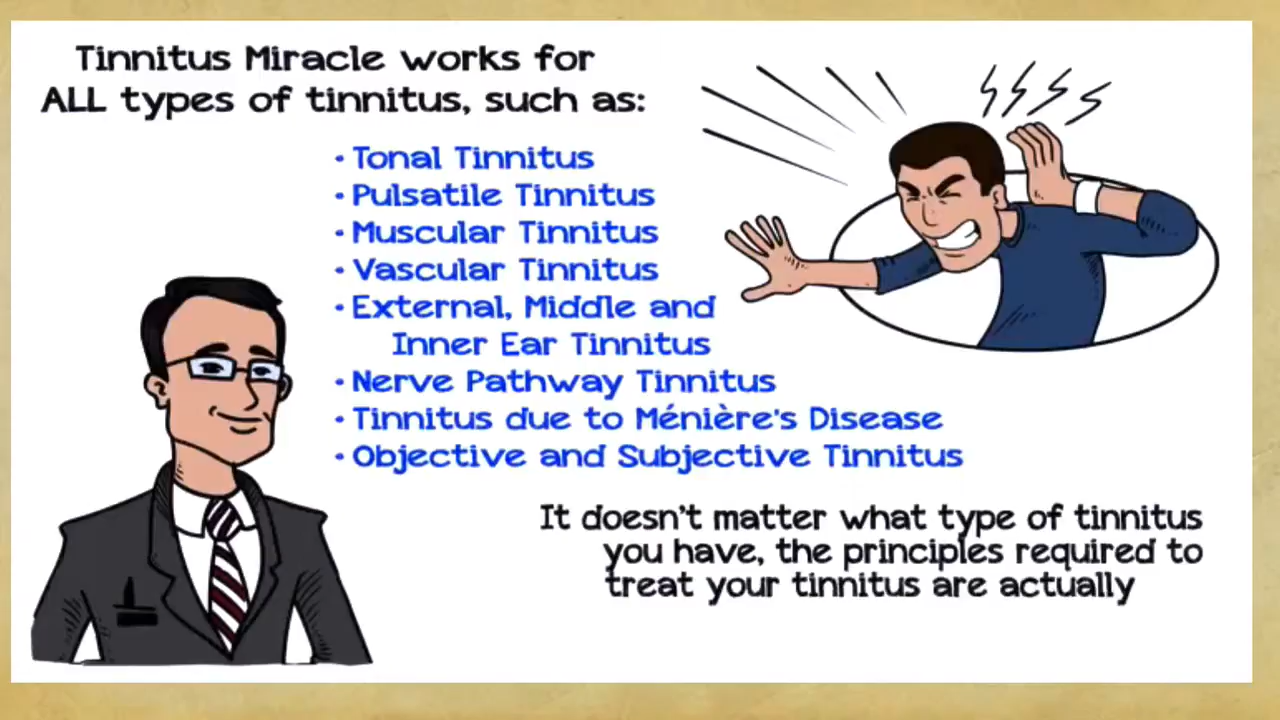 Tinnitus Miracle works for
ALL types of tinnitus, such as:
• Tonal Tinnitus
• Pulsatile Tinnitus
• Muscular Tinnitus
• Vascular Tinnitus
• External, Middle and
Inner Ear Tinnitus
• Nerve Pathway Tinnitus
• Tinnitus due to Ménière's Disease
• Objective and Subjective Tinnitus
It doesn't matter what type of tinnitus
you have, the principles required to
treat your tinnitus are actually